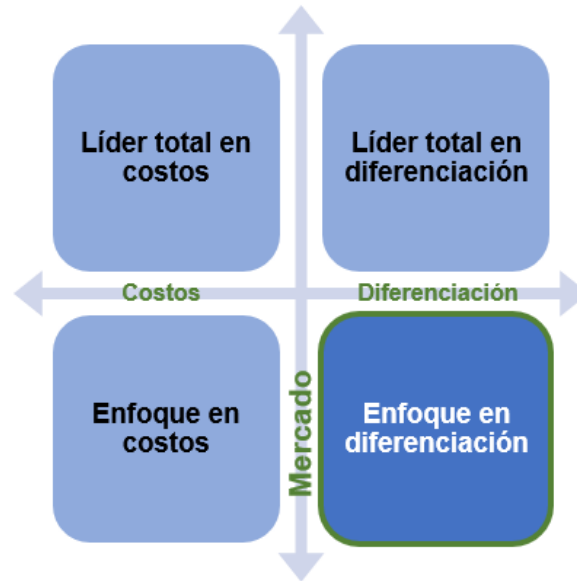 Líder total en
costos
Líder total en
diferenciación
Costos
Diferenciación
Mercado
Enfoque en
costos
Enfoque en
diferenciación